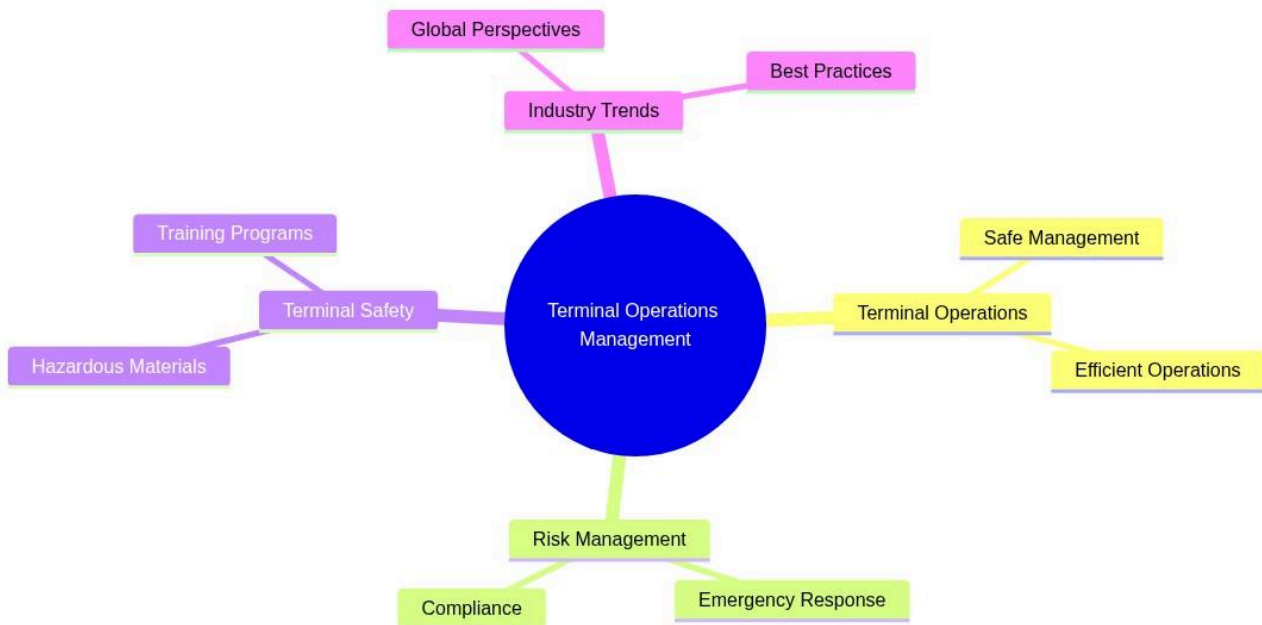 Global Perspectives
Best Practices
Industry Trends
Training Programs
Safe Management
Terminal Safety
Terminal Operations
Management
Terminal Operations
Hazardous Materials
Efficient Operations
Risk Management
Compliance
Emergency Response